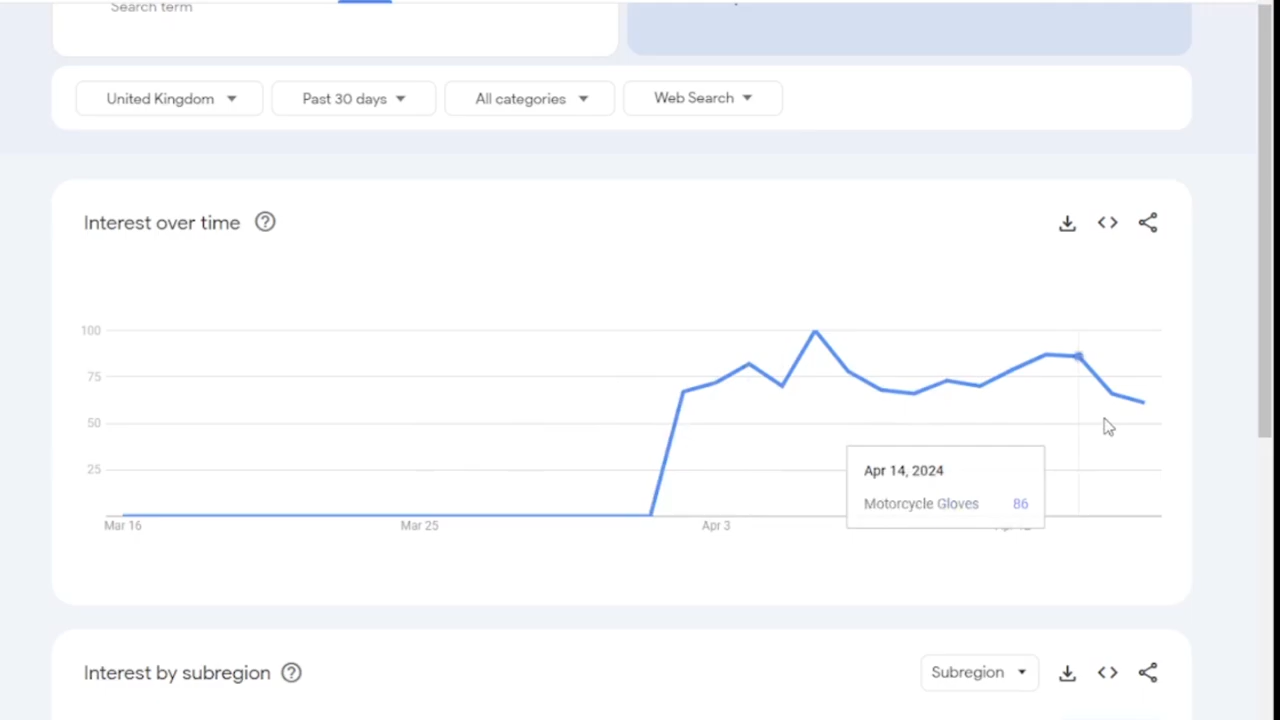 Search term
United Kingdom
Past 30 days
All categories
Web Search
Interest over time
100
75
50
25
Mar 16
Mar 25
Apr 3
Apr 14, 2024
Motorcycle Gloves 86
Interest by subregion
Subregion